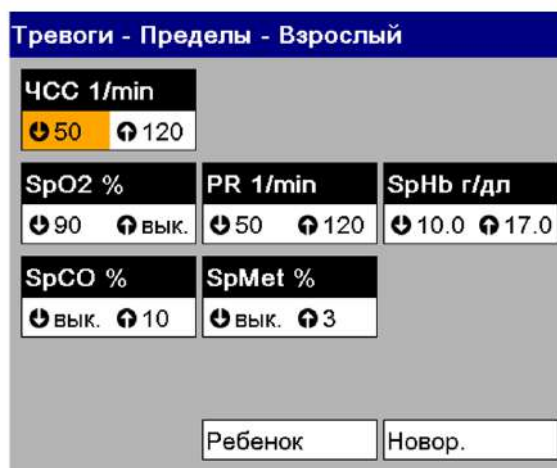 Тревоги - Пределы - Взрослый
ЧСС 1/min
50 120
SpO2 % PR 1/min SpHb г/дл
90 вык. 50 120 10.0 17.0
SpCO % SpMet %
вык. 10 вык. 3
Ребенок Новор.